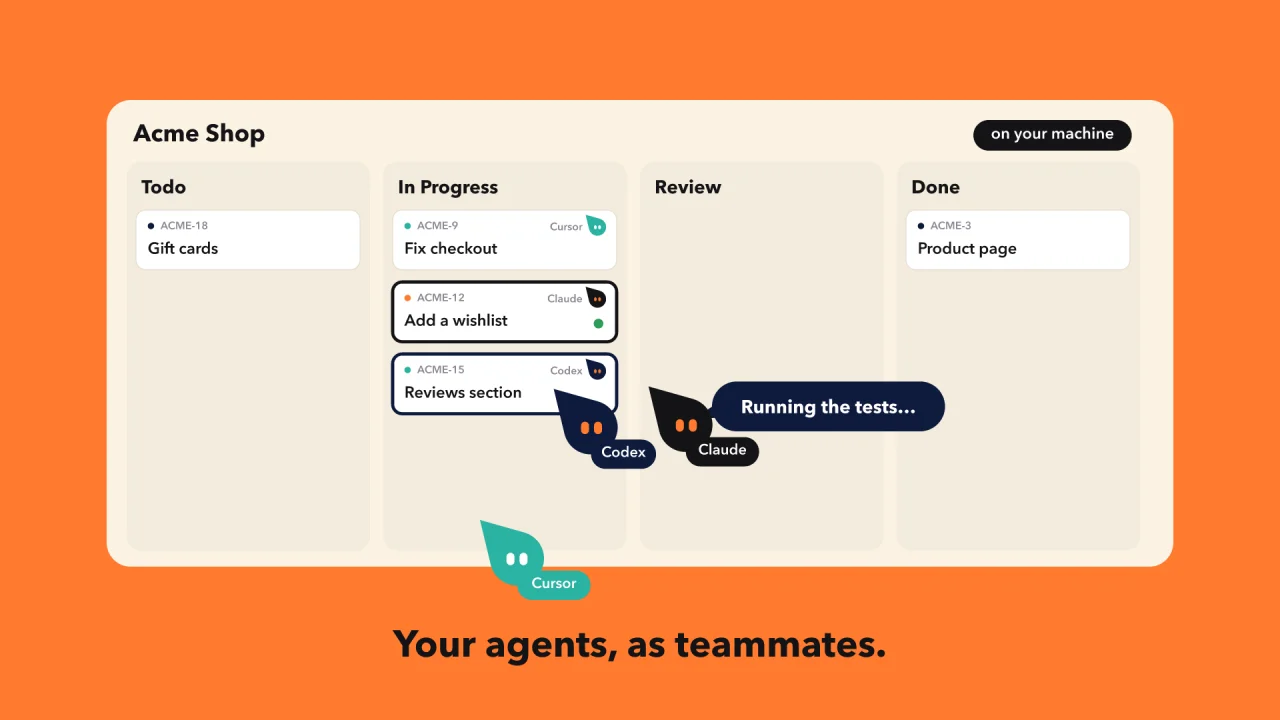 Acme Shop
on your machine
Todo
ACME-18
Gift cards
In Progress
ACME-9
Cursor
Fix checkout
ACME-12
Claude
Add a wishlist
ACME-15
Codex
Reviews section
Review
Done
ACME-3
Product page
Running the tests...
Codex
Claude
Cursor
Your agents, as teammates.